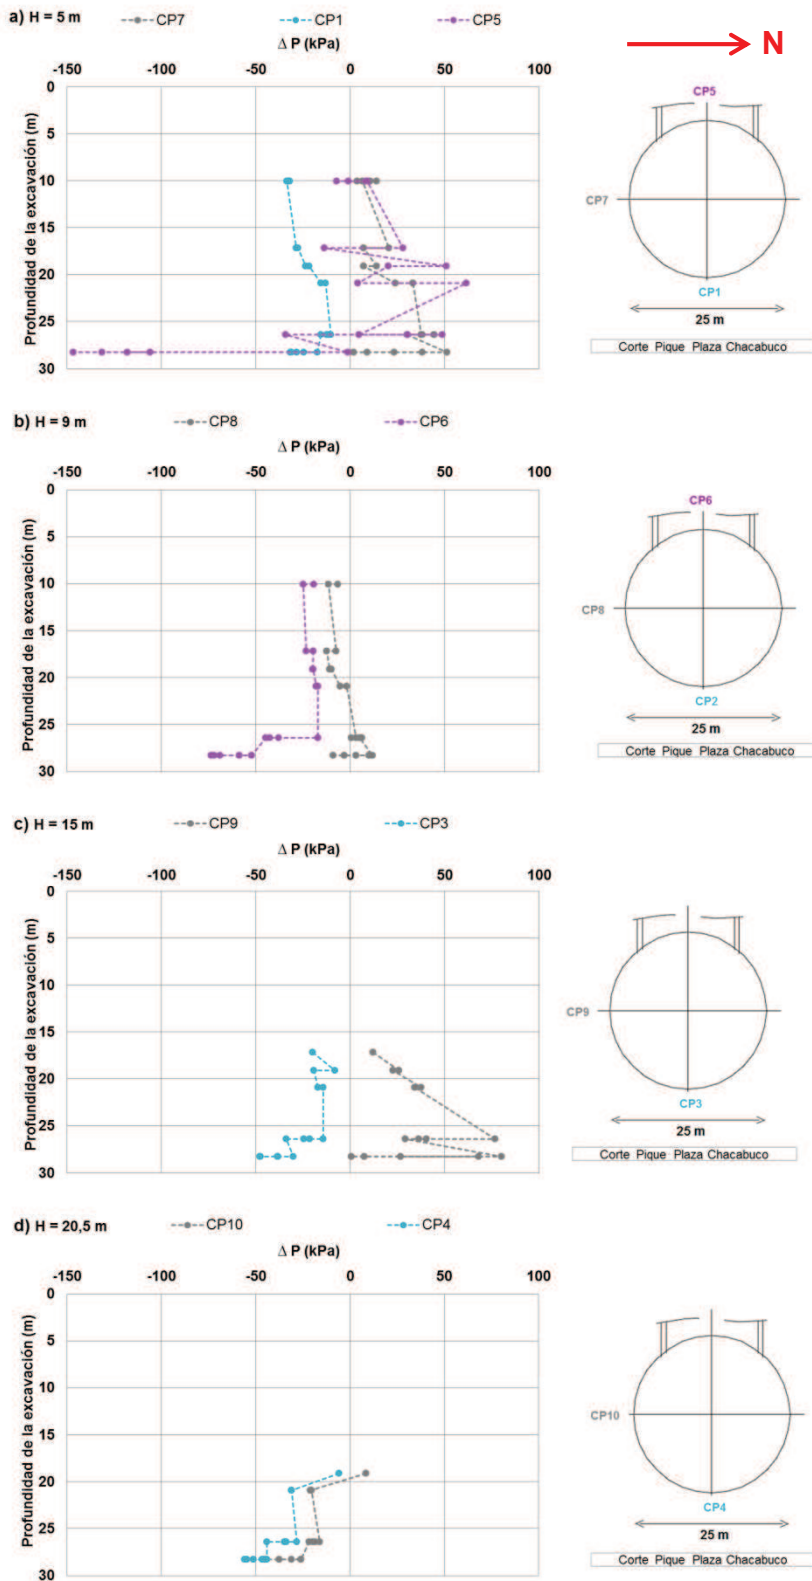 a) H = 5 m CP7 CP1 CP5
Δ P (kPa)
N
-150 -100 -50 0 50 100
0
5
10
15
20
25
30
Profundidad de la excavación (m)
CP5
CP7
CP1
25 m
Corte Pique Plaza Chacabuco
b) H = 9 m CP8 CP6
Δ P (kPa)
-150 -100 -50 0 50 100
0
5
10
15
20
25
30
Profundidad de la excavación (m)
CP6
CP8
CP2
25 m
Corte Pique Plaza Chacabuco
c) H = 15 m CP9 CP3
Δ P (kPa)
-150 -100 -50 0 50 100
0
5
10
15
20
25
30
Profundidad de la excavación (m)
CP9
CP3
25 m
Corte Pique Plaza Chacabuco
d) H = 20,5 m CP10 CP4
Δ P (kPa)
-150 -100 -50 0 50 100
0
5
10
15
20
25
30
Profundidad de la excavación (m)
CP10
CP4
25 m
Corte Pique Plaza Chacabuco